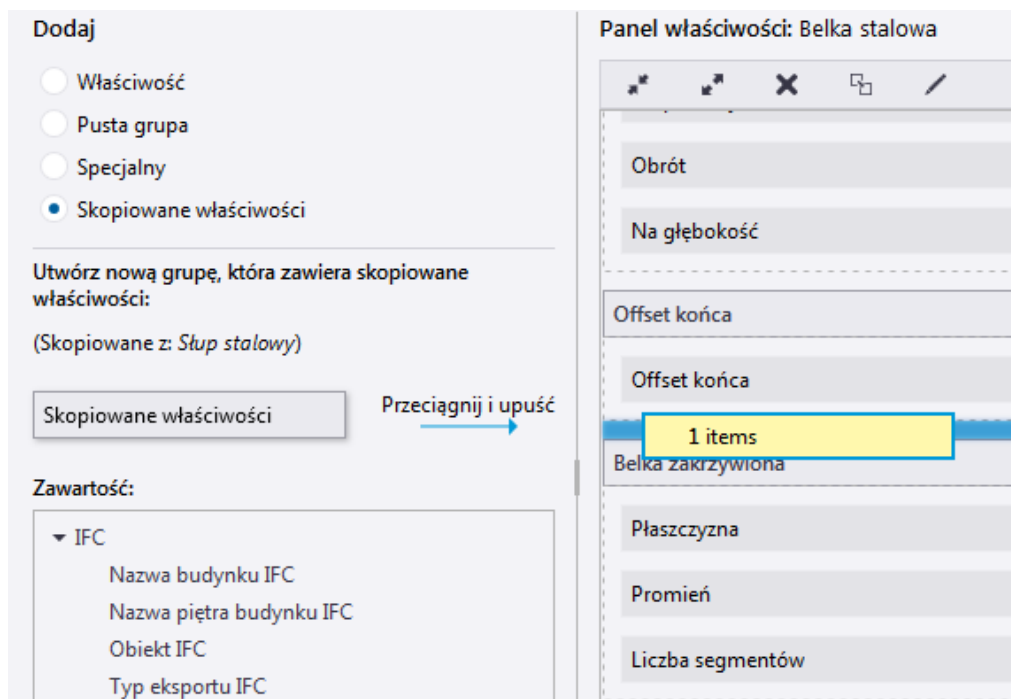 Dodaj
Właściwość
Pusta grupa
Specjalny
Skopiowane właściwości
Utwórz nową grupę, która zawiera skopiowane
właściwości:
(Skopiowane z: Słup stalowy)
Skopiowane właściwości
Przeciągnij i upuść
Zawartość:
IFC
Nazwa budynku IFC
Nazwa piętra budynku IFC
Obiekt IFC
Typ eksportu IFC
Panel właściwości: Belka stalowa
Obrót
Na głębokość
Offset końca
Offset końca
1 items
Belka zakrzywiona
Płaszczyzna
Promień
Liczba segmentów